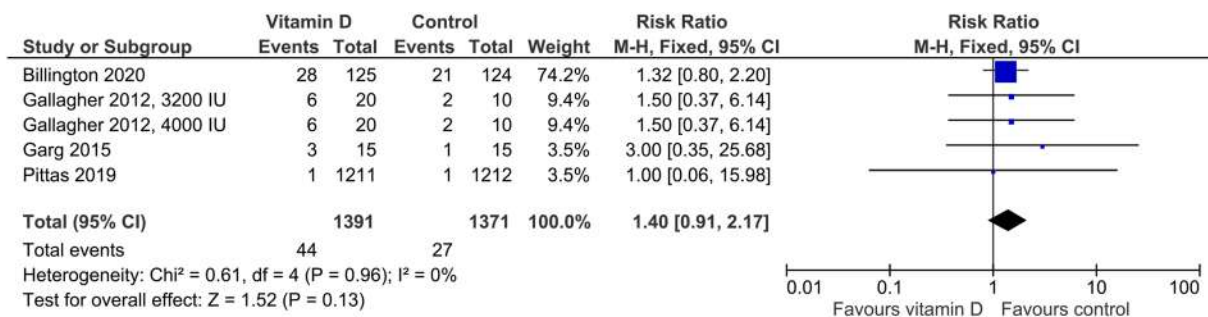 Vitamin D Control Risk Ratio Risk Ratio
Study or Subgroup Events Total Events Total Weight M-H, Fixed, 95% CI M-H, Fixed, 95% CI
Billington 2020 28 125 21 124 74.2% 1.32 [0.80, 2.20]
Gallagher 2012, 3200 IU 6 20 2 10 9.4% 1.50 [0.37, 6.14]
Gallagher 2012, 4000 IU 6 20 2 10 9.4% 1.50 [0.37, 6.14]
Garg 2015 3 15 1 15 3.5% 3.00 [0.35, 25.68]
Pittas 2019 1 1211 1 1212 3.5% 1.00 [0.06, 15.98]
Total (95% CI) 1391 1371 100.0% 1.40 [0.91, 2.17]
Total events 44 27
Heterogeneity: Chi² = 0.61, df = 4 (P = 0.96); I² = 0%
Test for overall effect: Z = 1.52 (P = 0.13)
0.01 0.1 1 10 100
Favours vitamin D Favours control